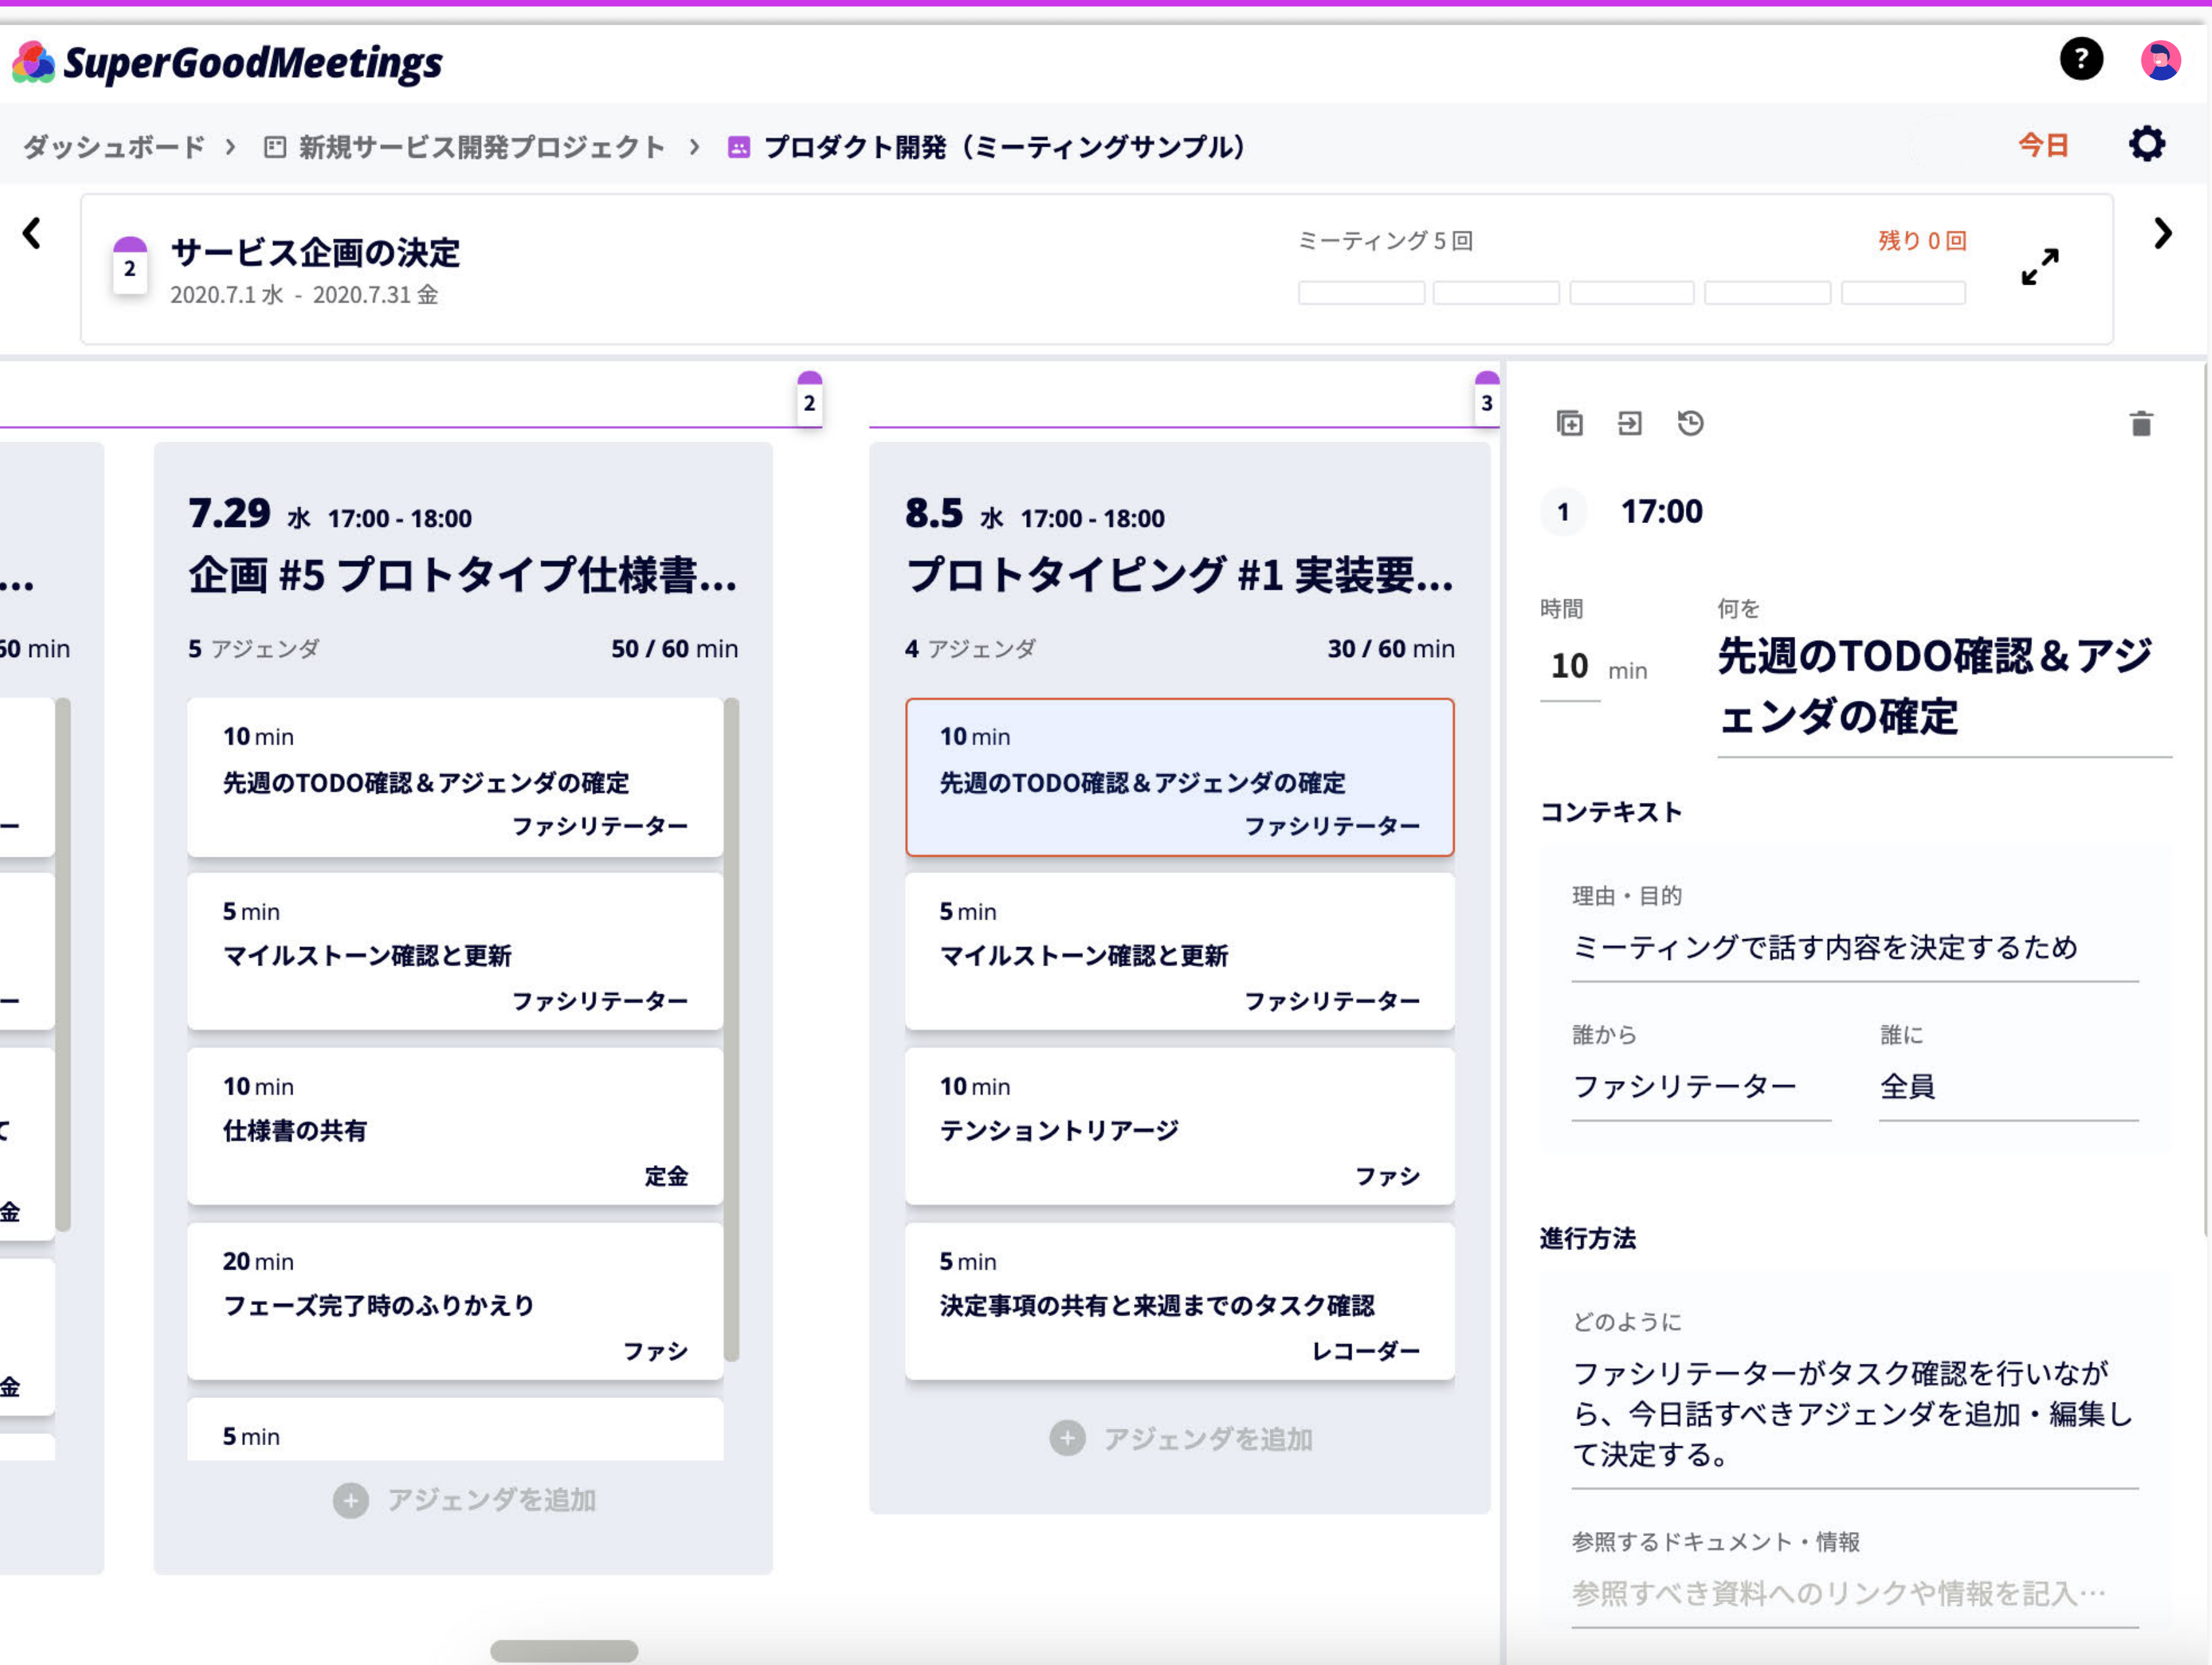 SuperGoodMeetings
?
ダッシュボード › 新規サービス開発プロジェクト › プロダクト開発（ミーティングサンプル）
今日
2
サービス企画の決定
2020.7.1 水 - 2020.7.31 金
ミーティング 5 回
残り 0 回
2
3
...
60 min
ー
ー
て
金
金
7.29 水 17:00 - 18:00
企画 #5 プロトタイプ仕様書...
5 アジェンダ
50 / 60 min
10 min
先週のTODO確認＆アジェンダの確定
ファシリテーター
5 min
マイルストーン確認と更新
ファシリテーター
10 min
仕様書の共有
定金
20 min
フェーズ完了時のふりかえり
ファシ
5 min
アジェンダを追加
8.5 水 17:00 - 18:00
プロトタイピング #1 実装要...
4 アジェンダ
30 / 60 min
10 min
先週のTODO確認＆アジェンダの確定
ファシリテーター
5 min
マイルストーン確認と更新
ファシリテーター
10 min
テンショントリアージ
ファシ
5 min
決定事項の共有と来週までのタスク確認
レコーダー
アジェンダを追加
1 17:00
時間
10 min
何を
先週のTODO確認＆アジ
ェンダの確定
コンテキスト
理由・目的
ミーティングで話す内容を決定するため
誰から
ファシリテーター
誰に
全員
進行方法
どのように
ファシリテーターがタスク確認を行いなが
ら、今日話すべきアジェンダを追加・編集し
て決定する。
参照するドキュメント・情報
参照すべき資料へのリンクや情報を記入…